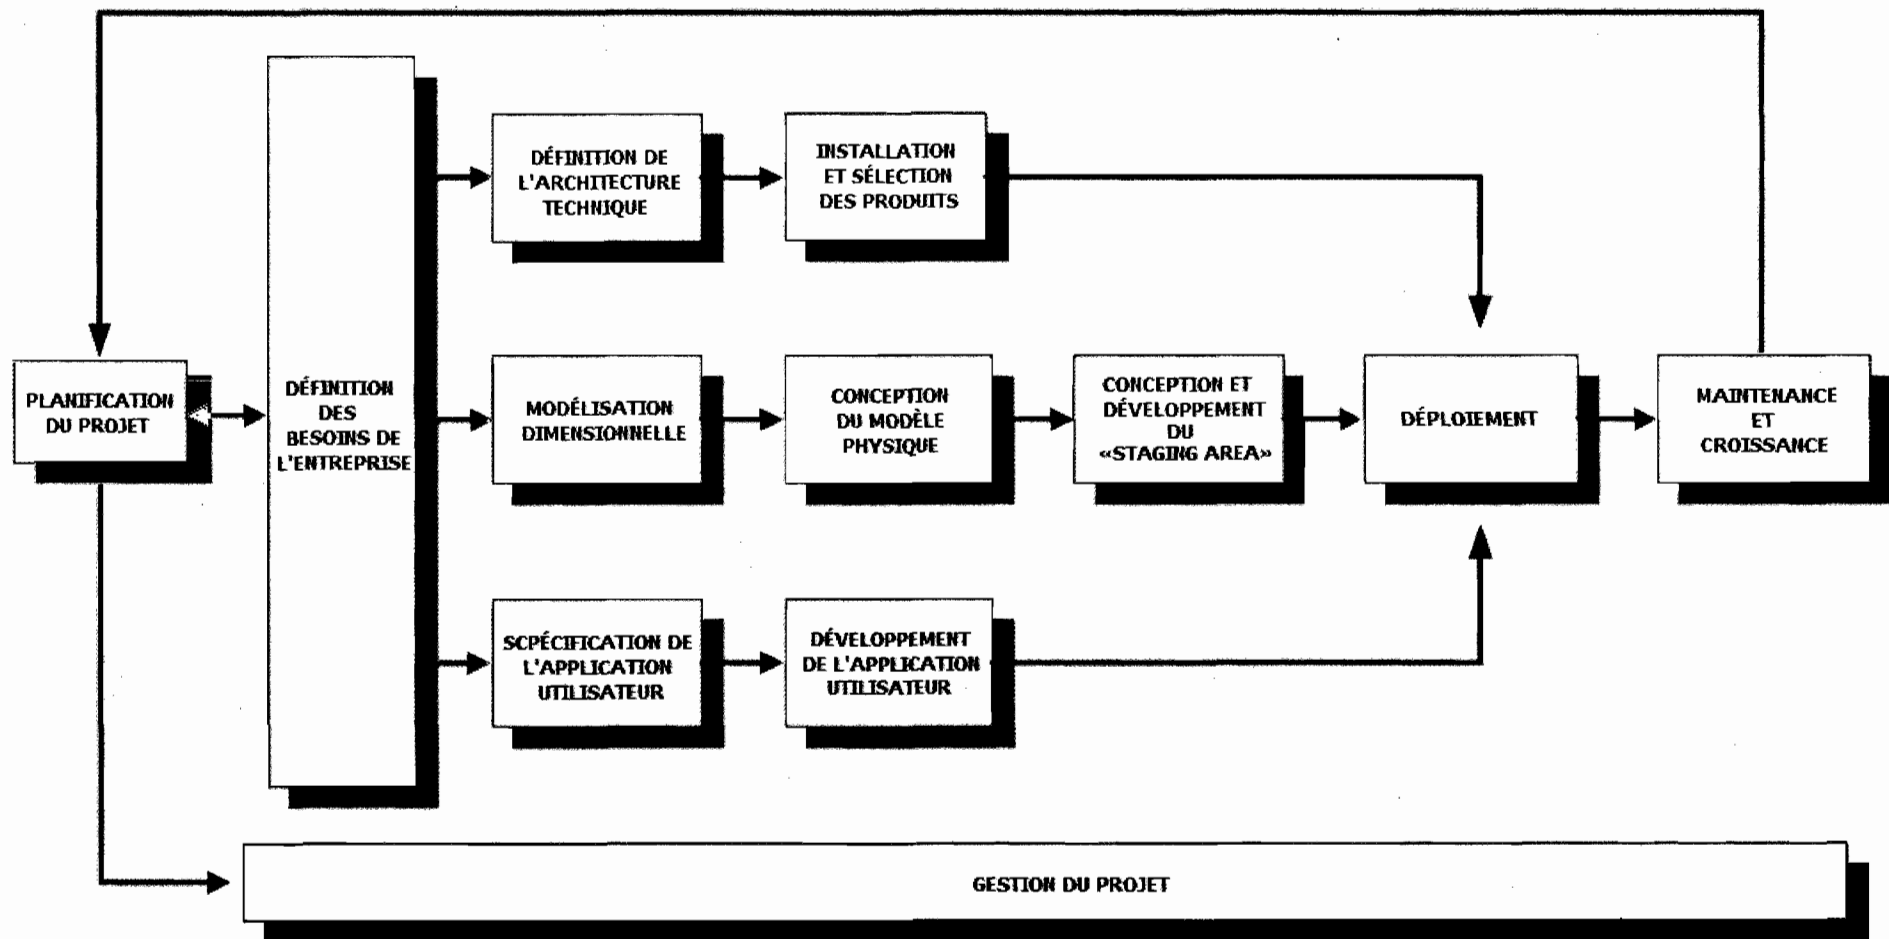 PLANIFICATION
DU PROJET
DÉFINITION
DES
BESOINS DE
L'ENTREPRISE
DÉFINITION DE
L'ARCHITECTURE
TECHNIQUE
INSTALLATION
ET SÉLECTION
DES PRODUITS
MODÉLISATION
DIMENSIONNELLE
CONCEPTION
DU MODÈLE
PHYSIQUE
CONCEPTION ET
DÉVELOPPEMENT
DU
«STAGING AREA»
DÉPLOIEMENT
MAINTENANCE
ET
CROISSANCE
SCPÉCIFICATION DE
L'APPLICATION
UTILISATEUR
DÉVELOPPEMENT
DE L'APPLICATION
UTILISATEUR
GESTION DU PROJET